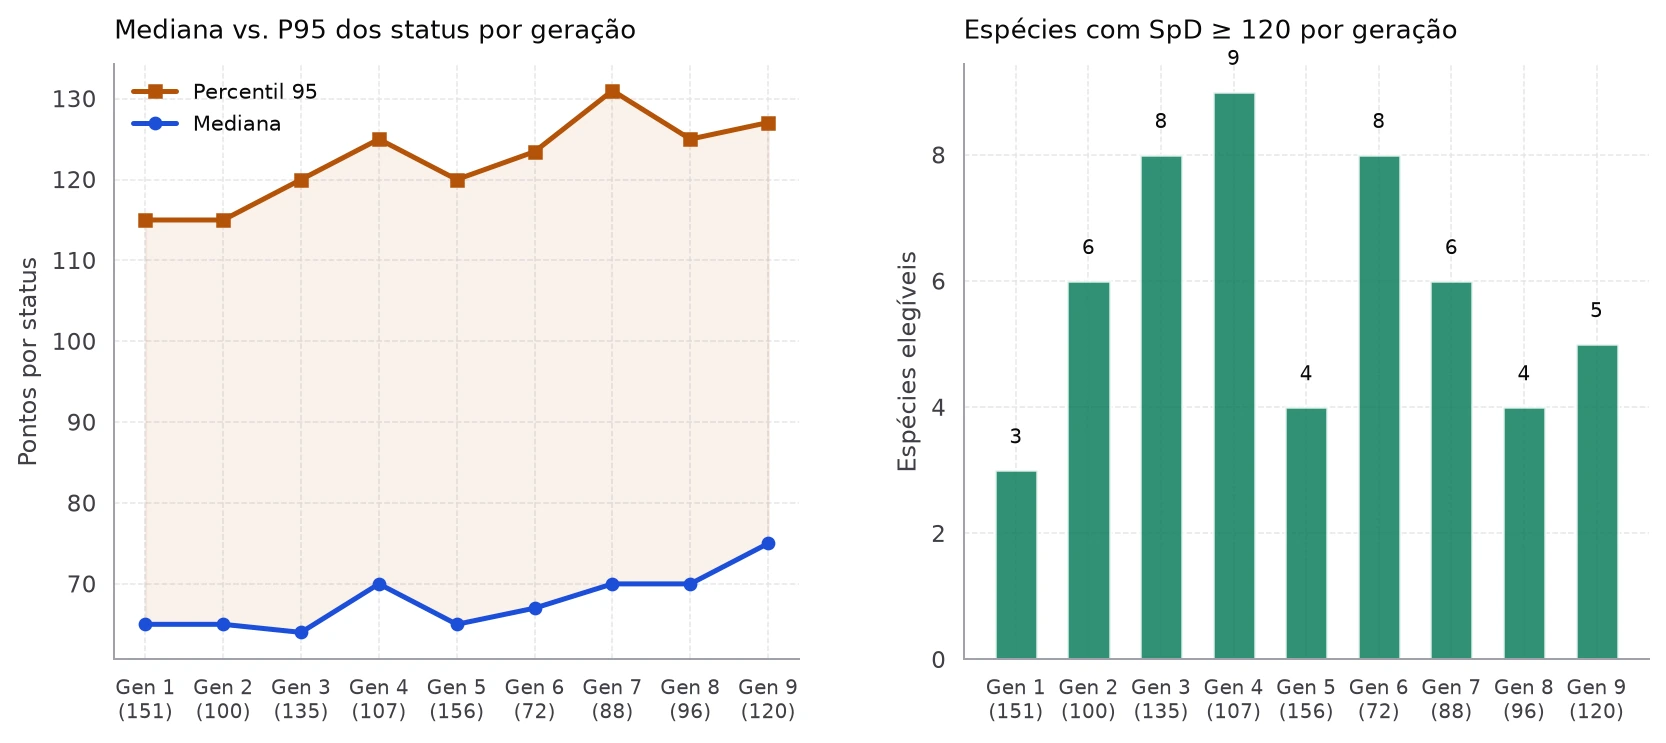 Mediana vs. P95 dos status por geração
Percentil 95
Mediana
Pontos por status
130
120
110
100
90
80
70
Gen 1 Gen 2 Gen 3 Gen 4 Gen 5 Gen 6 Gen 7 Gen 8 Gen 9
(151) (100) (135) (107) (156) (72) (88) (96) (120)
Espécies com SpD ≥ 120 por geração
Espécies elegíveis
8
6
4
2
0
3
6
8
9
4
8
6
4
5
Gen 1 Gen 2 Gen 3 Gen 4 Gen 5 Gen 6 Gen 7 Gen 8 Gen 9
(151) (100) (135) (107) (156) (72) (88) (96) (120)